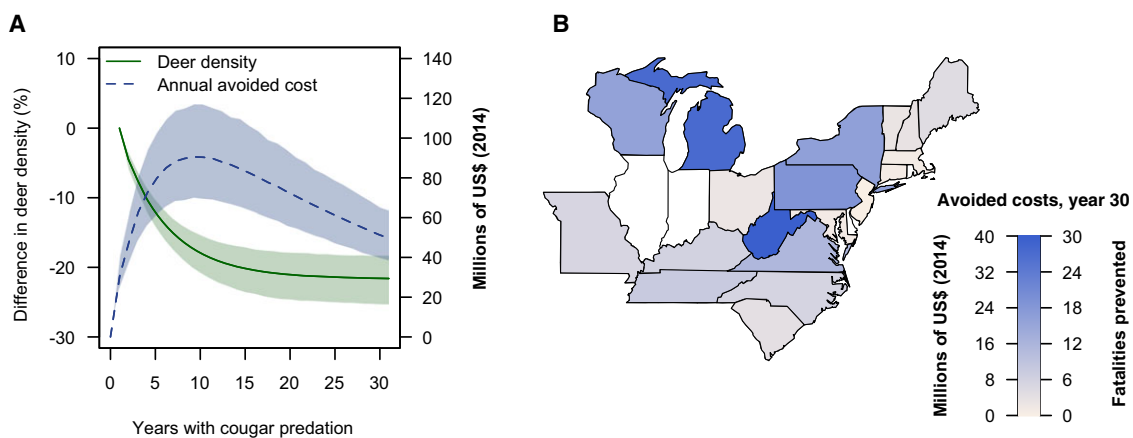 A
Difference in deer density (%)
10
0
-10
-20
-30
Deer density
Annual avoided cost
140
120
100
80
60
40
20
0
Millions of US$ (2014)
0 5 10 15 20 25 30
Years with cougar predation
B
Avoided costs, year 30
Millions of US$ (2014)
40 30
32 24
24 18
16 12
8 6
0 0
Fatalities prevented